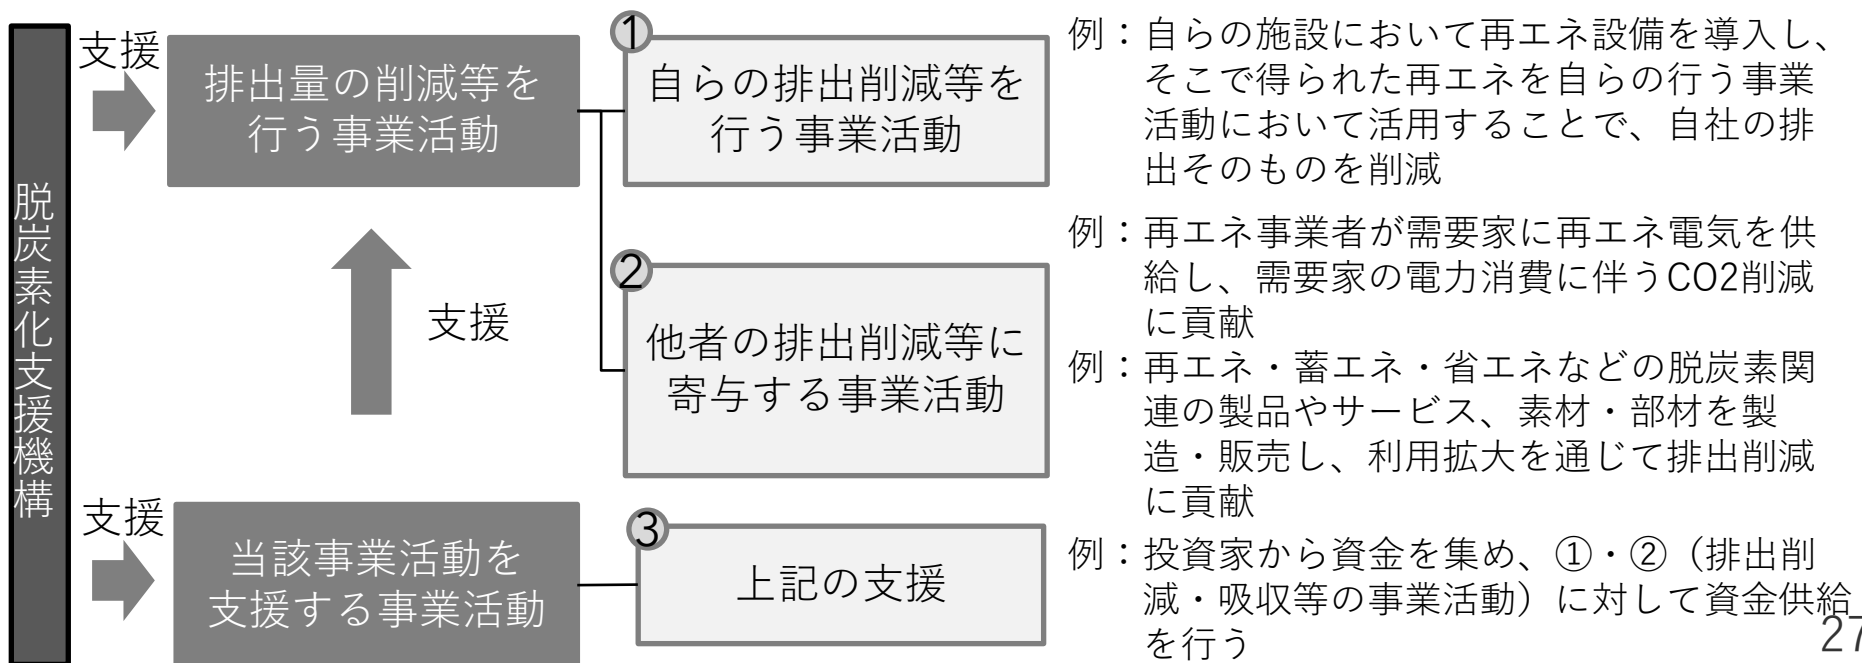 脱炭素化支援機構
支援
排出量の削減等を
行う事業活動
①
自らの排出削減等を
行う事業活動
例：自らの施設において再エネ設備を導入し、
そこで得られた再エネを自らの行う事業
活動において活用することで、自社の排
出そのものを削減
支援
②
他者の排出削減等に
寄与する事業活動
例：再エネ事業者が需要家に再エネ電気を供
給し、需要家の電力消費に伴うCO2削減
に貢献
例：再エネ・蓄エネ・省エネなどの脱炭素関
連の製品やサービス、素材・部材を製
造・販売し、利用拡大を通じて排出削減
に貢献
支援
当該事業活動を
支援する事業活動
③
上記の支援
例：投資家から資金を集め、①・②（排出削
減・吸収等の事業活動）に対して資金供給
を行う
27